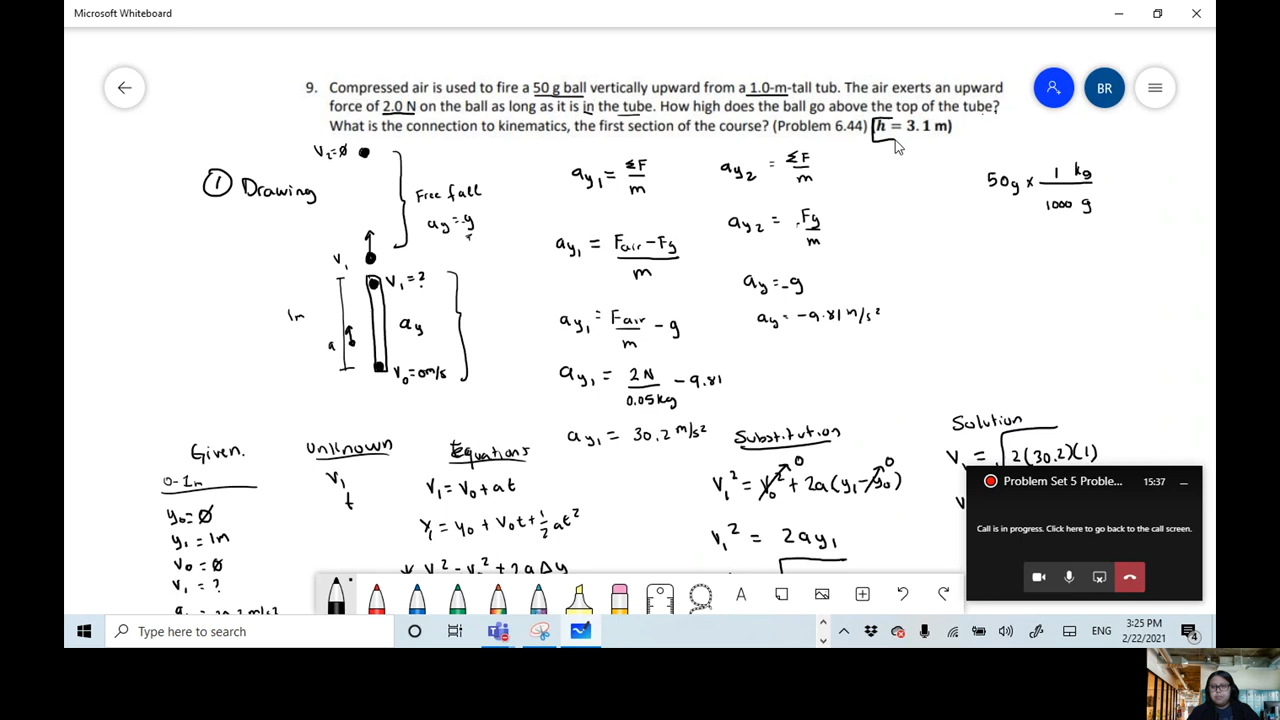 Microsoft Whiteboard
BR
9. Compressed air is used to fire a 50 g ball vertically upward from a 1.0-m-tall tub. The air exerts an upward
force of 2.0 N on the ball as long as it is in the tube. How high does the ball go above the top of the tube?
What is the connection to kinematics, the first section of the course? (Problem 6.44) (h = 3.1 m)
① Drawing
V₂=∅
Free fall
ay=-g
V₁
V₁=?
1m
a
ay
V₀=0m/s
ay₁ = ΣF/m
ay₁ = Fair-Fg/m
ay₁ = Fair/m - g
ay₁ = 2N/0.05kg - 9.81
ay₁ = 30.2 m/s²
ay₂ = ΣF/m
ay₂ = -Fg/m
ay = -g
ay = -9.81 m/s²
50g × 1 kg/1000 g
Given.
0-1m
y₀=∅
y₁=1m
V₀=∅
V₁=?
Unknown
V₁
t
Equations
V₁=V₀+at
Y₁=y₀+V₀t+½at²
Substitution
V₁² = V₀² 0 + 2a(y₁-y₀ 0)
V₁² = 2ay₁
Solution
V₁ = √2(30.2)(1)
Problem Set 5 Proble... 15:37
Call is in progress. Click here to go back to the call screen.
A
Type here to search
ENG
3:25 PM
2/22/2021
4